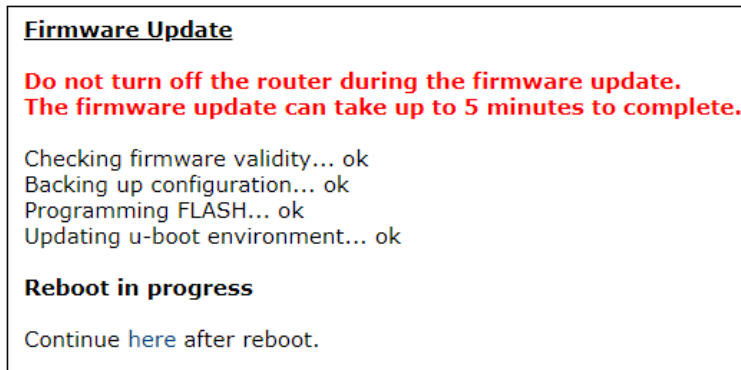 Firmware Update
Do not turn off the router during the firmware update.
The firmware update can take up to 5 minutes to complete.
Checking firmware validity... ok
Backing up configuration... ok
Programming FLASH... ok
Updating u-boot environment... ok
Reboot in progress
Continue here after reboot.